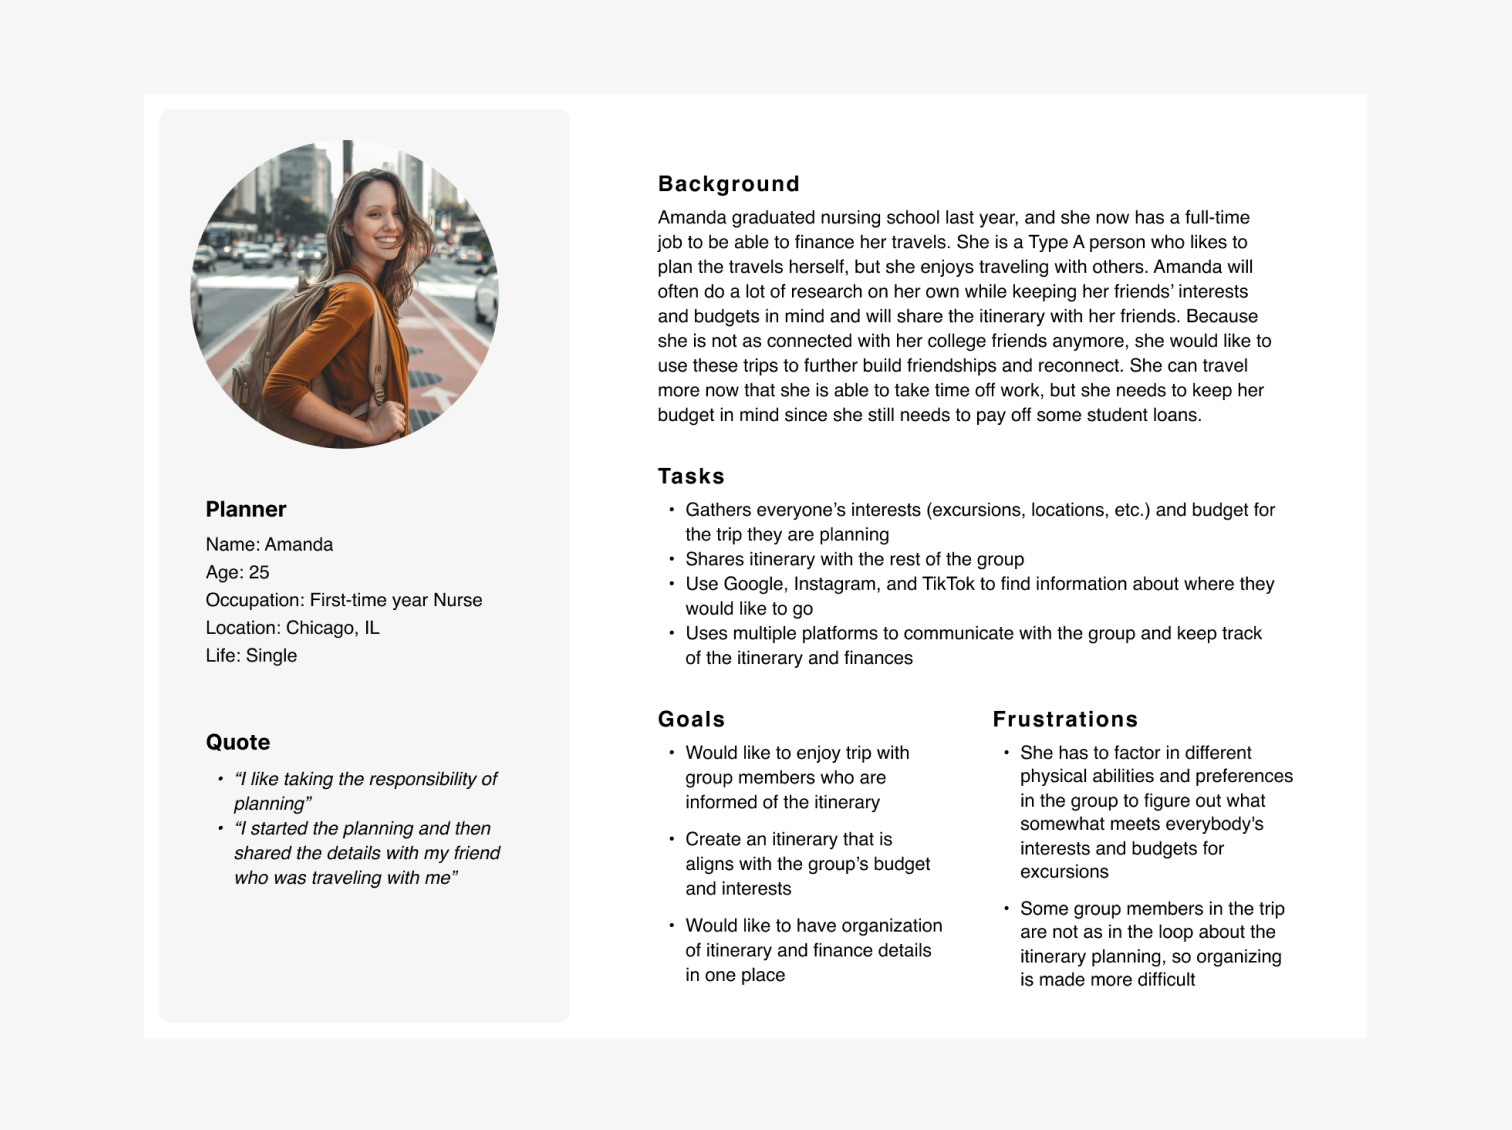 Planner
Name: Amanda
Age: 25
Occupation: First-time year Nurse
Location: Chicago, IL
Life: Single
Quote
• “I like taking the responsibility of
planning”
• “I started the planning and then
shared the details with my friend
who was traveling with me”
Background
Amanda graduated nursing school last year, and she now has a full-time
job to be able to finance her travels. She is a Type A person who likes to
plan the travels herself, but she enjoys traveling with others. Amanda will
often do a lot of research on her own while keeping her friends’ interests
and budgets in mind and will share the itinerary with her friends. Because
she is not as connected with her college friends anymore, she would like to
use these trips to further build friendships and reconnect. She can travel
more now that she is able to take time off work, but she needs to keep her
budget in mind since she still needs to pay off some student loans.
Tasks
• Gathers everyone’s interests (excursions, locations, etc.) and budget for
the trip they are planning
• Shares itinerary with the rest of the group
• Use Google, Instagram, and TikTok to find information about where they
would like to go
• Uses multiple platforms to communicate with the group and keep track
of the itinerary and finances
Goals
• Would like to enjoy trip with
group members who are
informed of the itinerary
• Create an itinerary that is
aligns with the group’s budget
and interests
• Would like to have organization
of itinerary and finance details
in one place
Frustrations
• She has to factor in different
physical abilities and preferences
in the group to figure out what
somewhat meets everybody's
interests and budgets for
excursions
• Some group members in the trip
are not as in the loop about the
itinerary planning, so organizing
is made more difficult